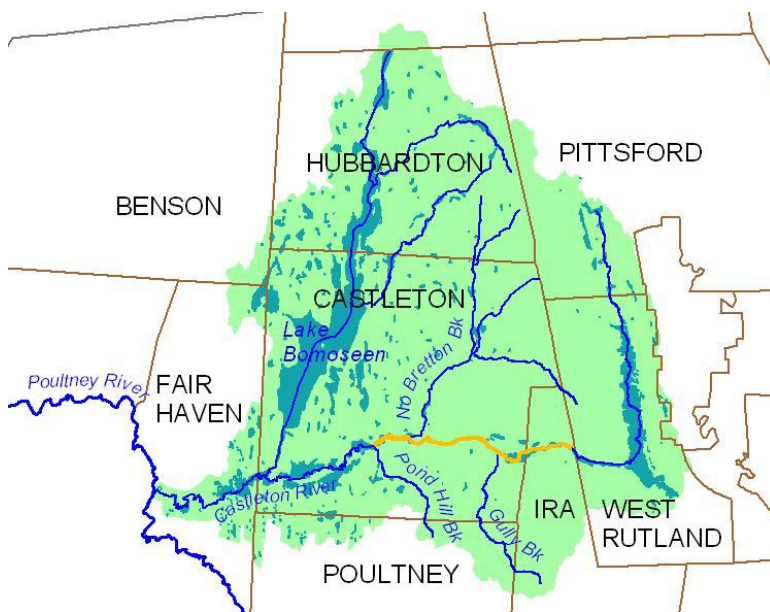 HUBBARDTON
PITTSFORD
BENSON
CASTLETON
Lake
Bomoseen
No Bretton Bk
Poultney River
FAIR
HAVEN
Castleton River
Pond Hill Bk
Gully Bk
IRA
WEST
RUTLAND
POULTNEY